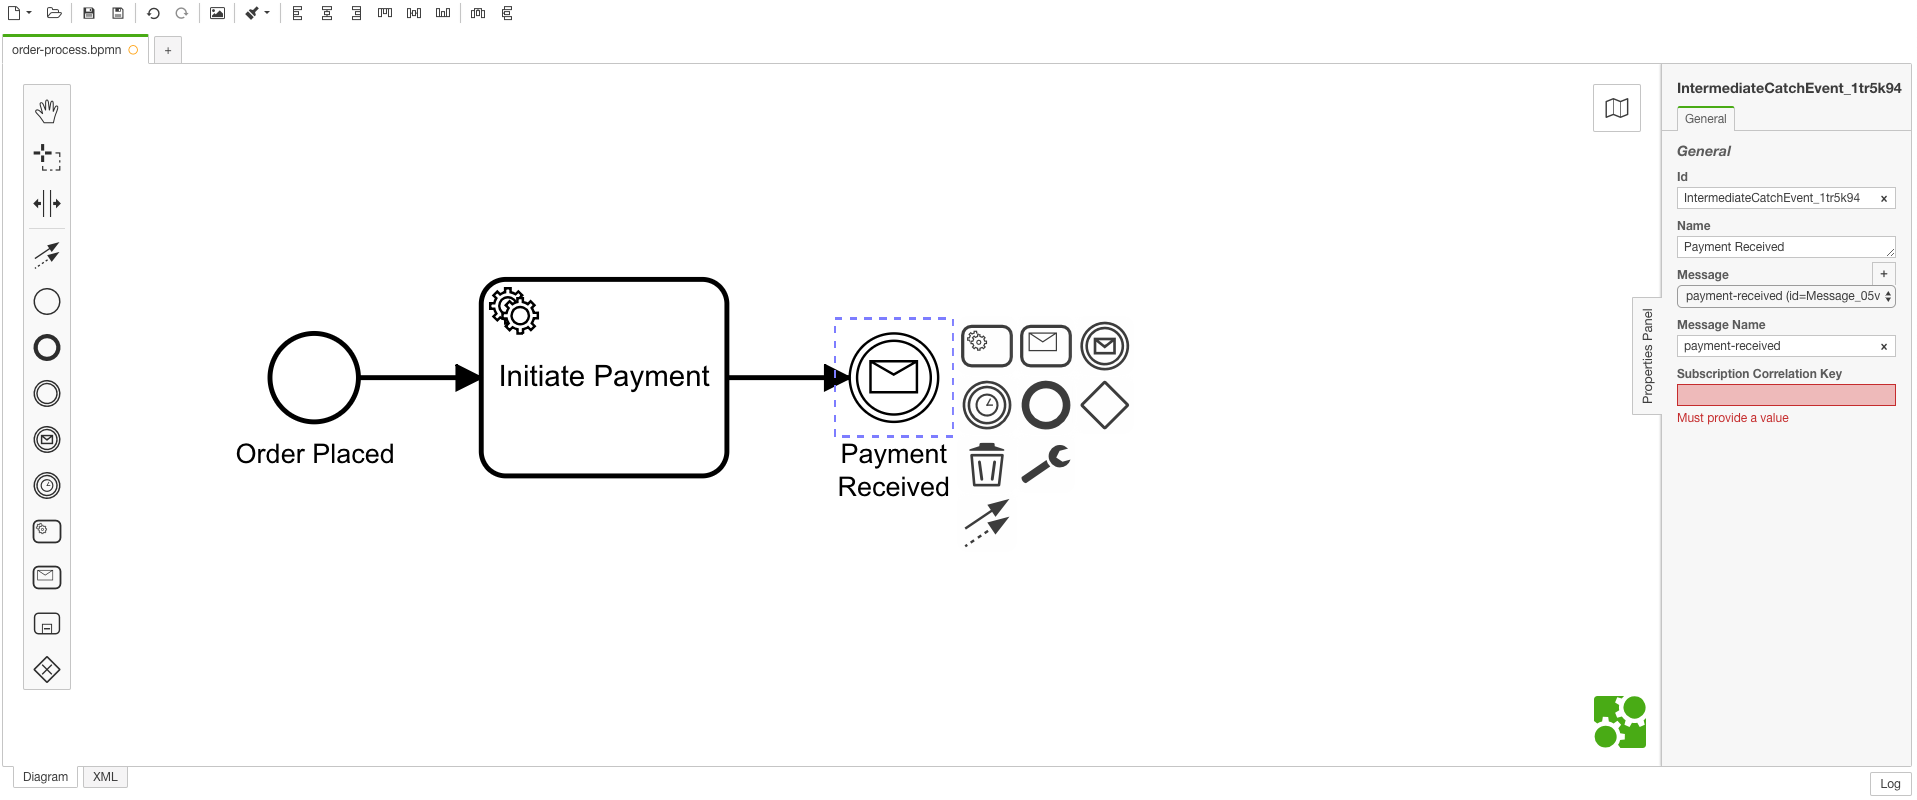 order-process.bpmn
+
IntermediateCatchEvent_1tr5k94
General
General
Id
IntermediateCatchEvent_1tr5k94 ×
Name
Payment Received
Message +
payment-received (id=Message_05v
Message Name
payment-received ×
Subscription Correlation Key
Must provide a value
Properties Panel
Initiate Payment
Order Placed
Payment
Received
Diagram XML
Log